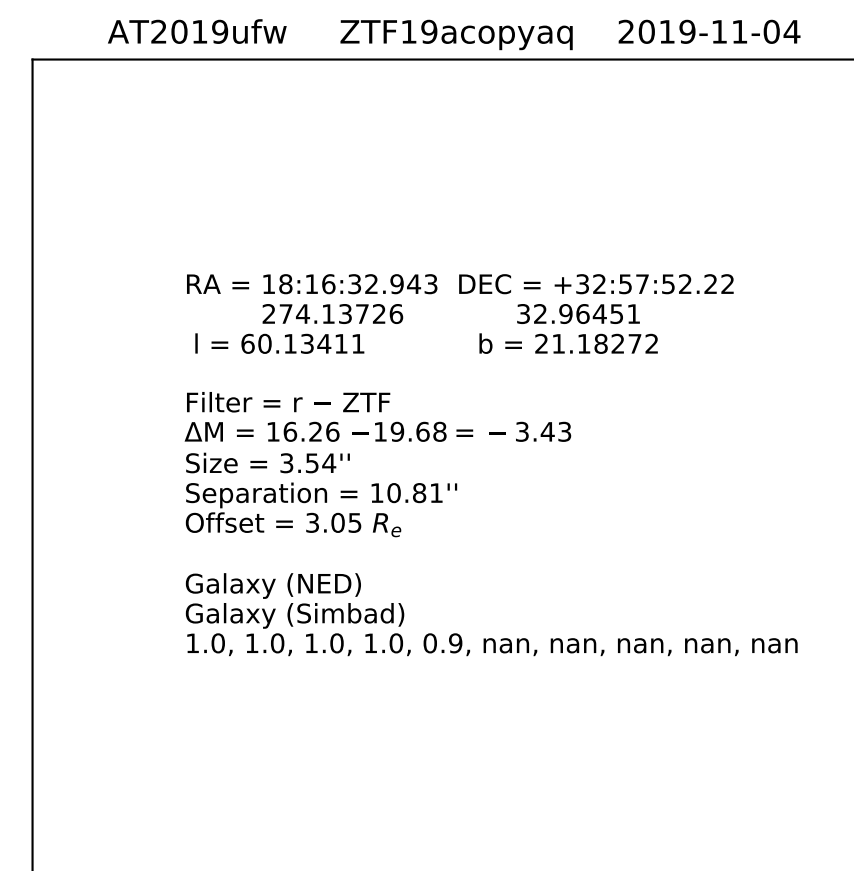 AT2019ufw ZTF19acopyaq 2019-11-04
RA = 18:16:32.943 DEC = +32:57:52.22
274.13726 32.96451
l = 60.13411 b = 21.18272
Filter = r − ZTF
ΔM = 16.26 −19.68 = − 3.43
Size = 3.54''
Separation = 10.81''
Offset = 3.05 Re
Galaxy (NED)
Galaxy (Simbad)
1.0, 1.0, 1.0, 1.0, 0.9, nan, nan, nan, nan, nan